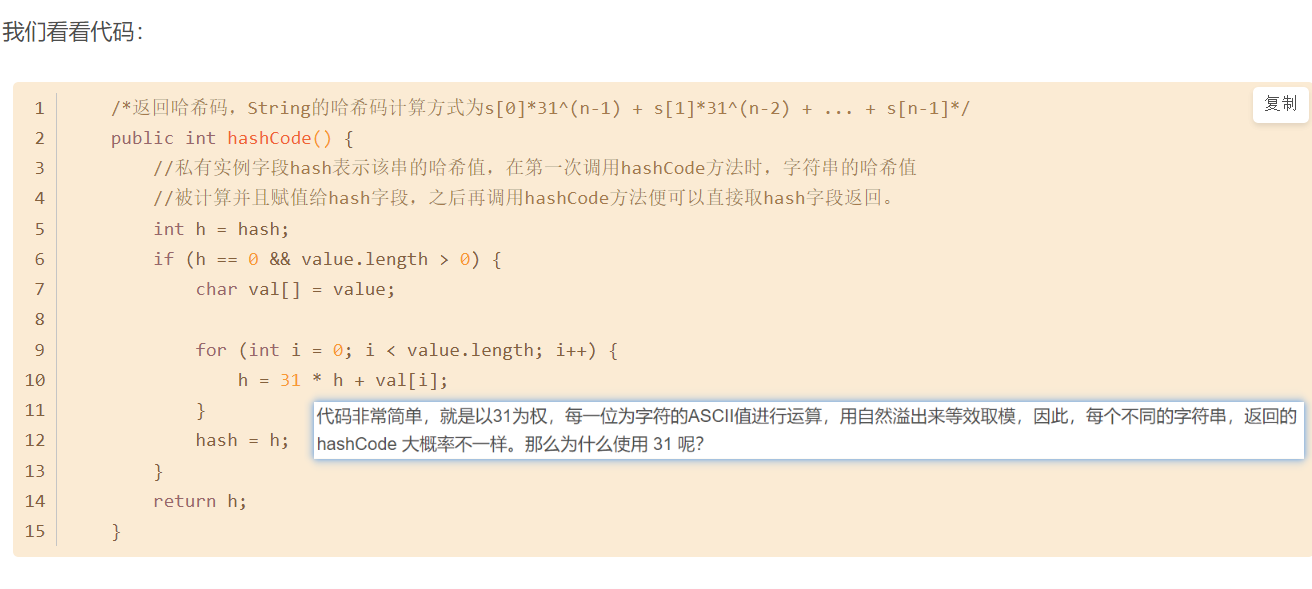 我们看看代码：
复制
1 /*返回哈希码，String的哈希码计算方式为s[0]*31^(n-1) + s[1]*31^(n-2) + ... + s[n-1]*/
2 public int hashCode() {
3 //私有实例字段hash表示该串的哈希值，在第一次调用hashCode方法时，字符串的哈希值
4 //被计算并且赋值给hash字段，之后再调用hashCode方法便可以直接取hash字段返回。
5 int h = hash;
6 if (h == 0 && value.length > 0) {
7 char val[] = value;
8
9 for (int i = 0; i < value.length; i++) {
10 h = 31 * h + val[i];
11 }
12 hash = h;
代码非常简单，就是以31为权，每一位为字符的ASCII值进行运算，用自然溢出来等效取模，因此，每个不同的字符串，返回的
hashCode 大概率不一样。那么为什么使用 31 呢？
13 }
14 return h;
15 }